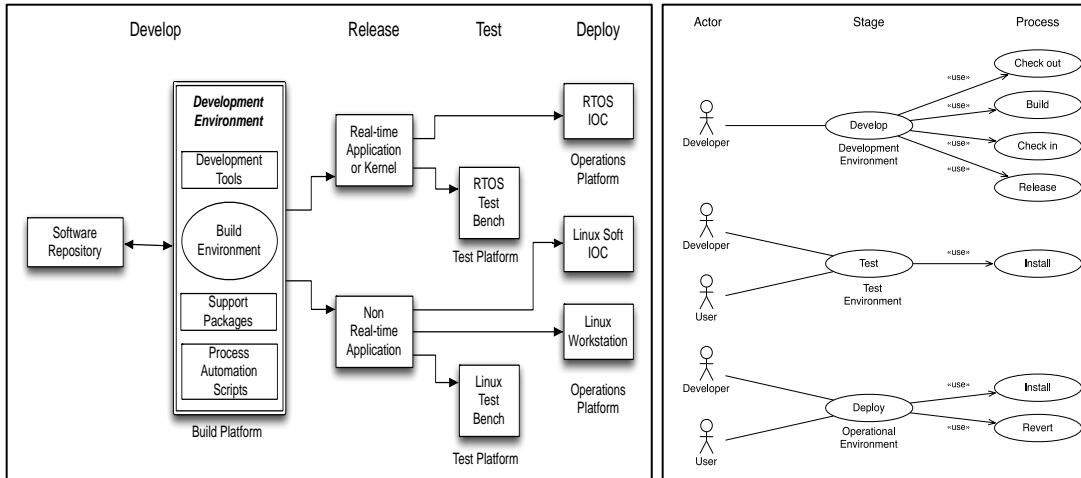 Develop
Release
Test
Deploy
Development
Environment
Development
Tools
Build
Environment
Support
Packages
Process
Automation
Scripts
Build Platform
Software
Repository
Real-time
Application
or Kernel
Non
Real-time
Application
RTOS
Test
Bench
Test Platform
Linux
Test
Bench
Test Platform
RTOS
IOC
Operations
Platform
Linux Soft
IOC
Linux
Workstation
Operations
Platform
Actor
Stage
Process
Developer
Develop
Development
Environment
«use»
Check out
«use»
Build
«use»
Check in
«use»
Release
Developer
User
Test
Test
Environment
«use»
Install
Developer
User
Deploy
Operational
Environment
«use»
Install
«use»
Revert